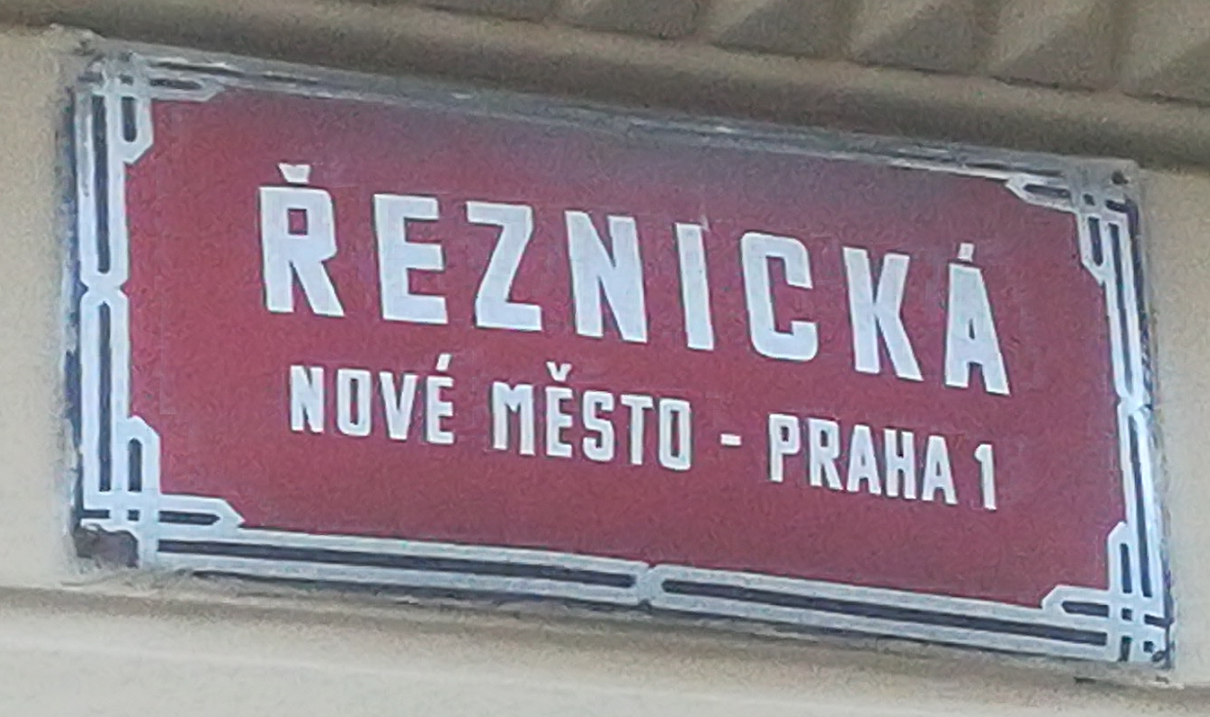 ŘEZNICKÁ
NOVÉ MĚSTO - PRAHA 1